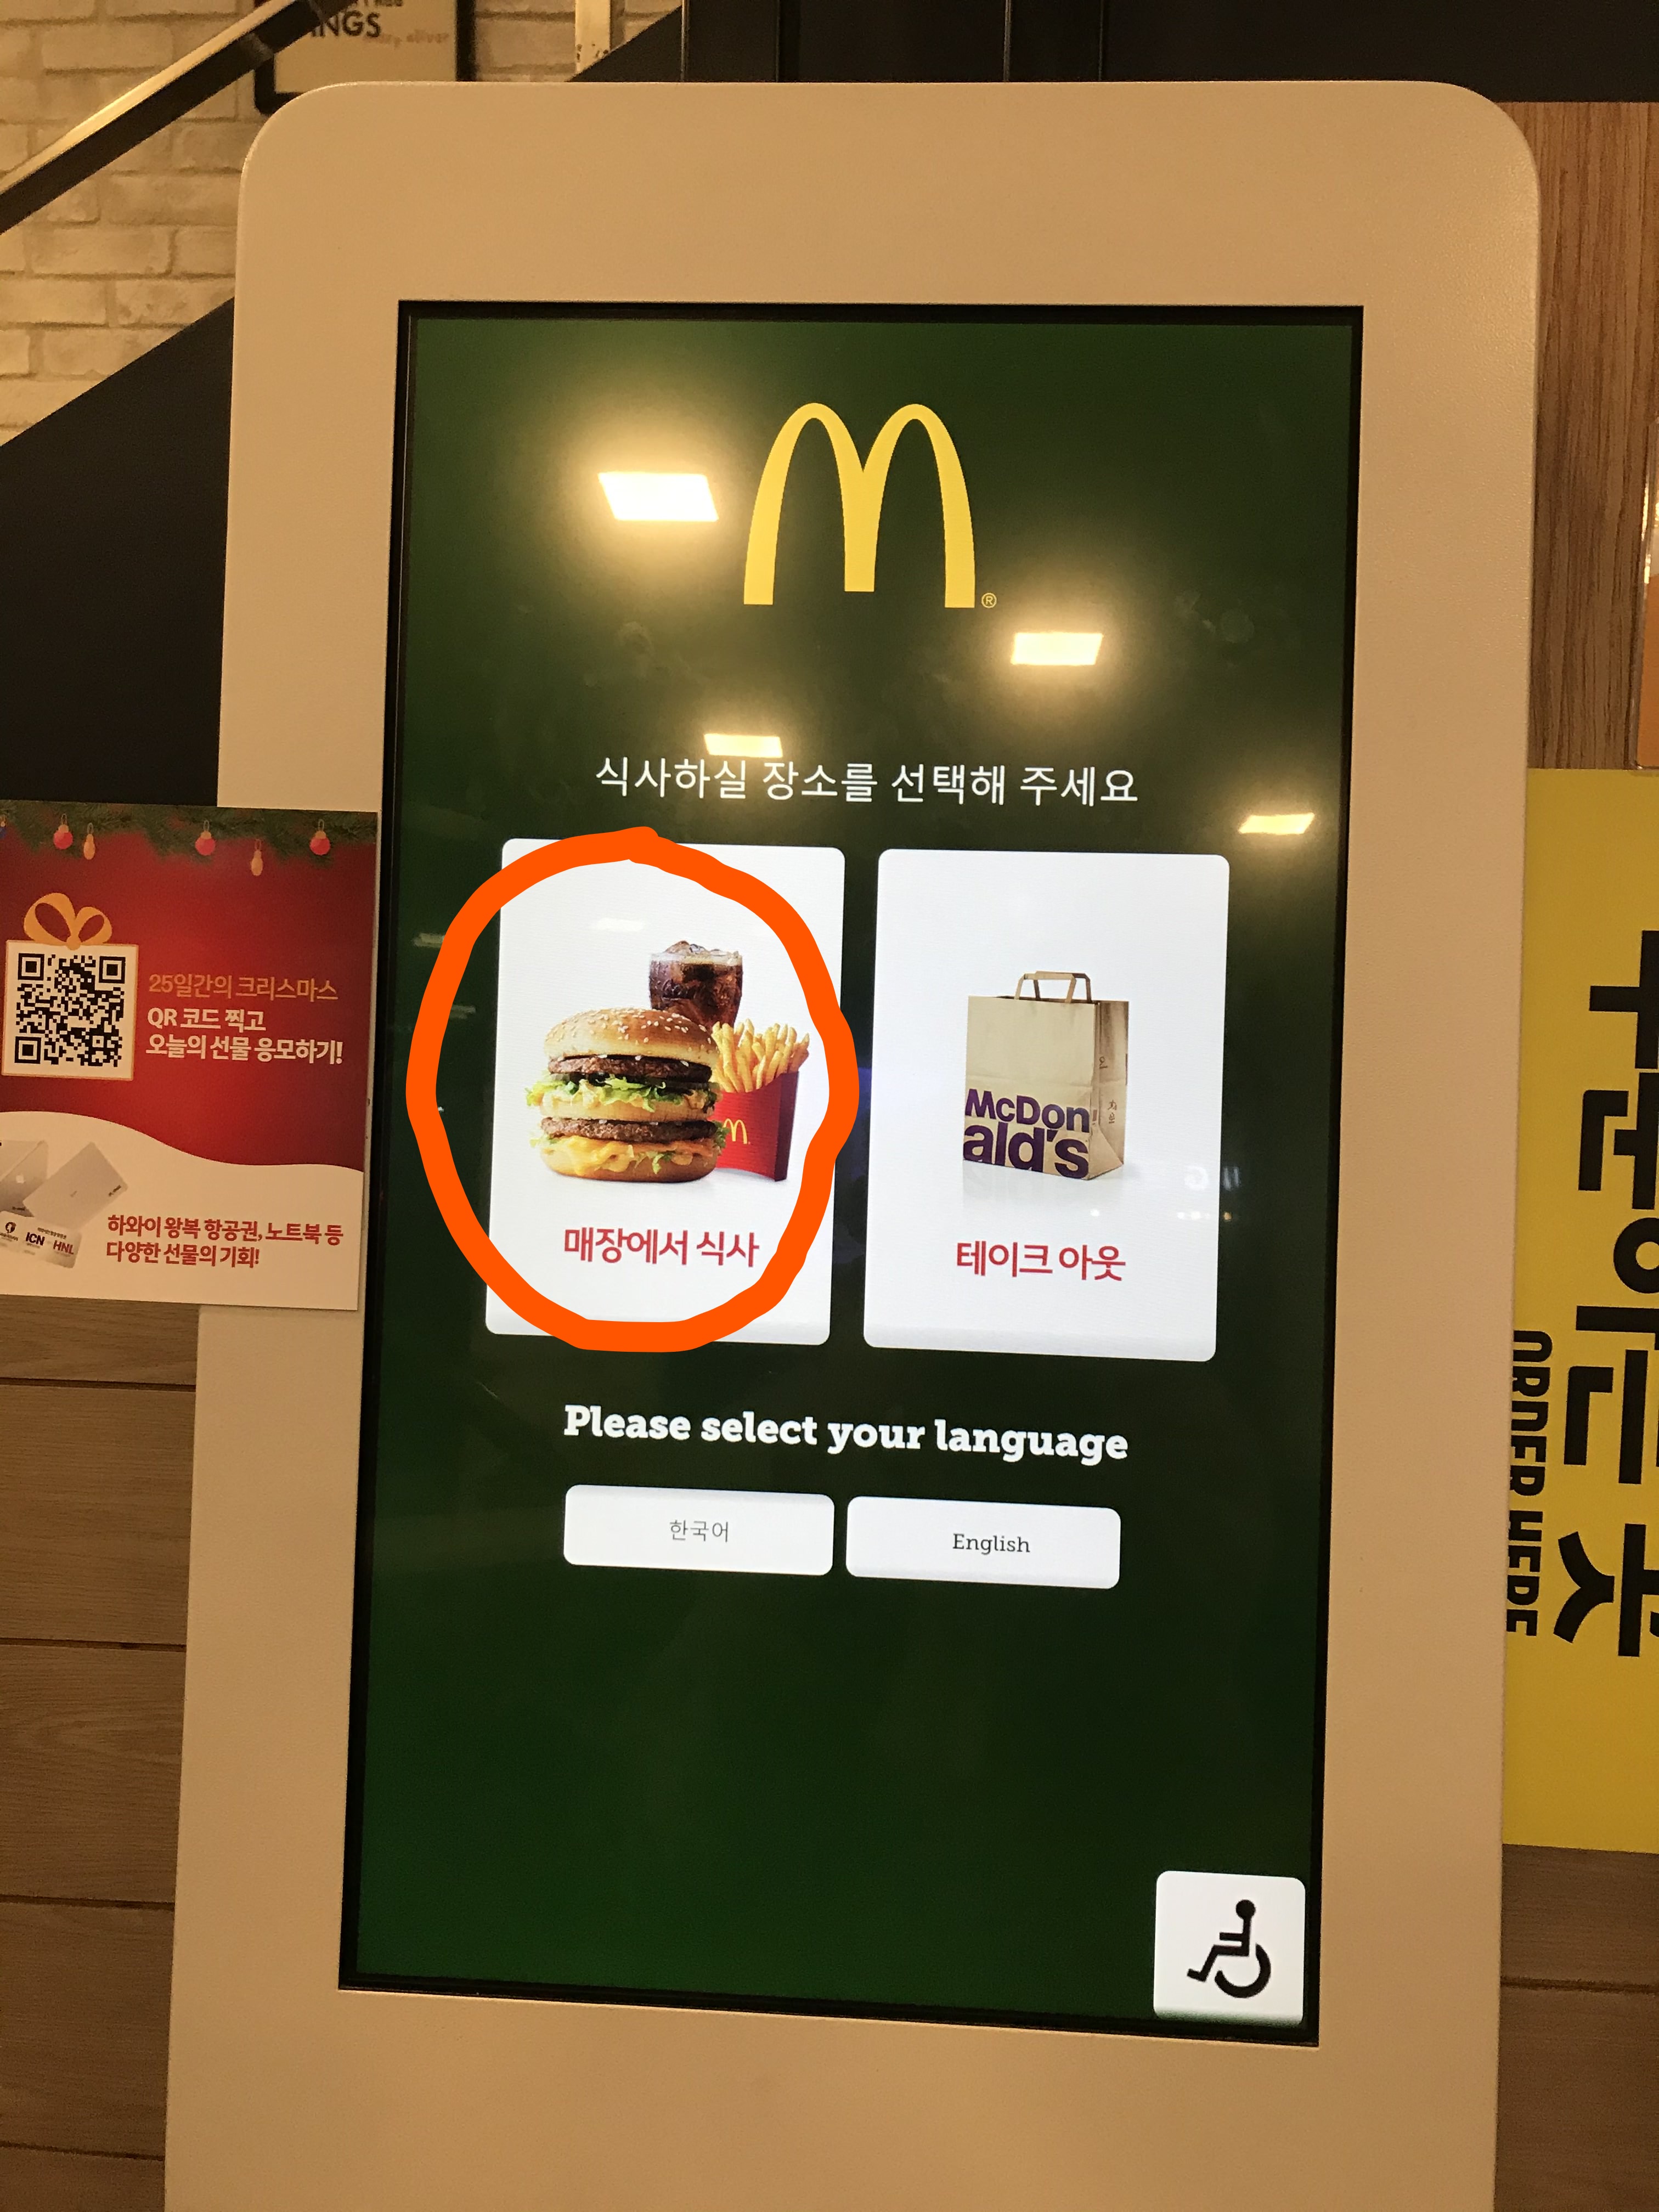 INGS
식사하실 장소를 선택해 주세요
매장에서 식사
McDon
ald's
테이크 아웃
Please select your language
한국어
English
25일간의 크리스마스
QR 코드 찍고
오늘의 선물 응모하기!
ICN HNL
하와이 왕복 항공권, 노트북 등
다양한 선물의 기회!
ORDER HERE